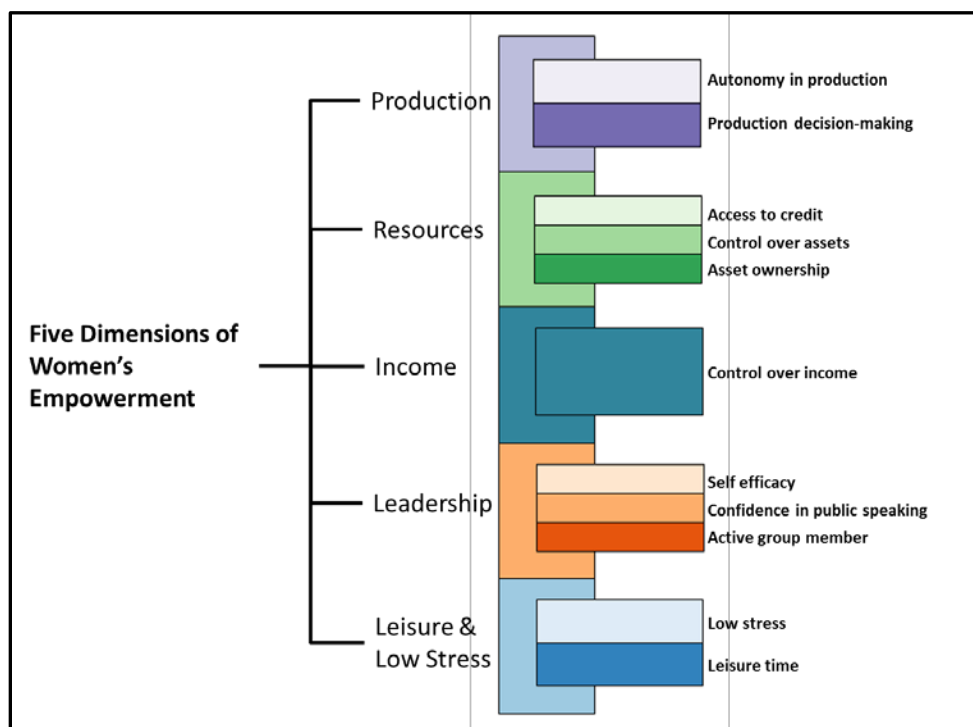 Five Dimensions of
Women’s
Empowerment
Production
Autonomy in production
Production decision-making
Resources
Access to credit
Control over assets
Asset ownership
Income
Control over income
Leadership
Self efficacy
Confidence in public speaking
Active group member
Leisure &
Low Stress
Low stress
Leisure time